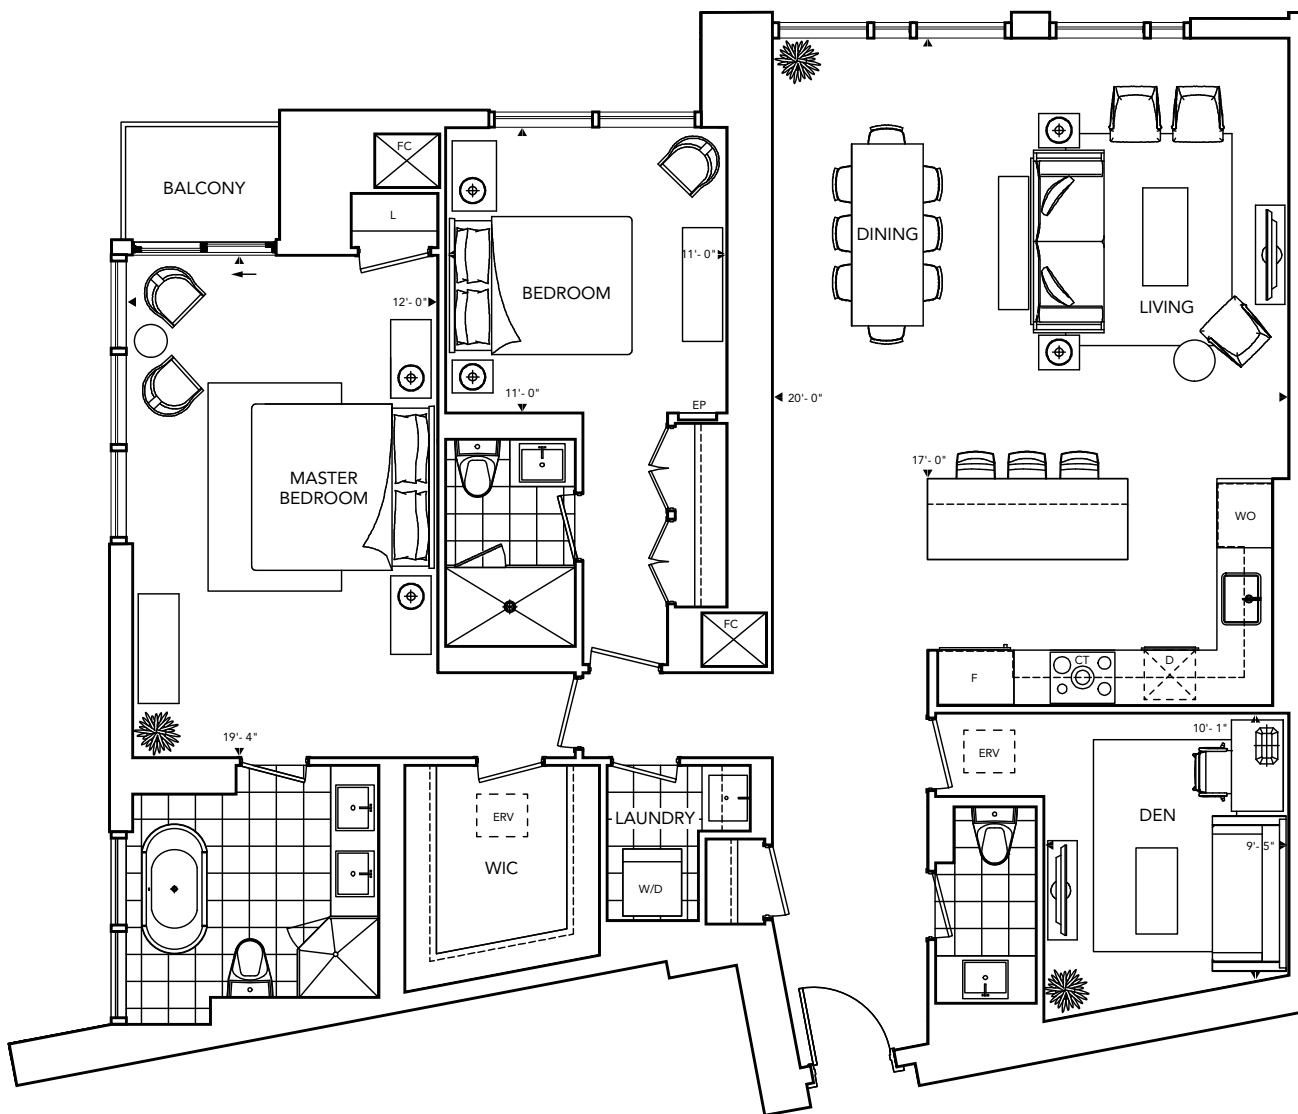 FC
BALCONY
L
DINING
11'- 0"
BEDROOM
12'- 0"
LIVING
11'- 0"
20'- 0"
EP
17'- 0"
MASTER
BEDROOM
WO
FC
CT
D
F
19'- 4"
10'- 1"
ERV
ERV
LAUNDRY
DEN
9'- 5"
WIC
W/D